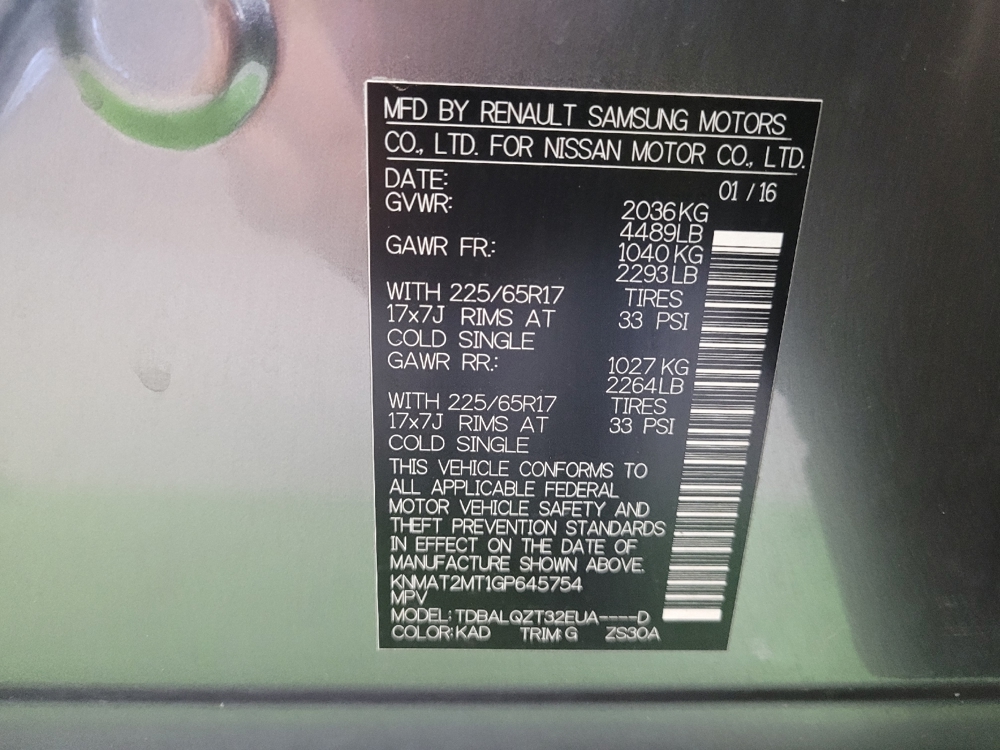 MFD BY RENAULT SAMSUNG MOTORS
CO., LTD. FOR NISSAN MOTOR CO., LTD.
DATE: 01 / 16
GVWR: 2036 KG
4489LB
GAWR FR.: 1040 KG
2293 LB
WITH 225/65R17 TIRES
17x7J RIMS AT 33 PSI
COLD SINGLE
GAWR RR.: 1027 KG
2264LB
WITH 225/65R17 TIRES
17x7J RIMS AT 33 PSI
COLD SINGLE
THIS VEHICLE CONFORMS TO
ALL APPLICABLE FEDERAL
MOTOR VEHICLE SAFETY AND
THEFT PREVENTION STANDARDS
IN EFFECT ON THE DATE OF
MANUFACTURE SHOWN ABOVE.
KNMAT2MT1GP645754
MPV
MODEL: TDBALQZT32EUA----D
COLOR: KAD TRIM: G ZS30A